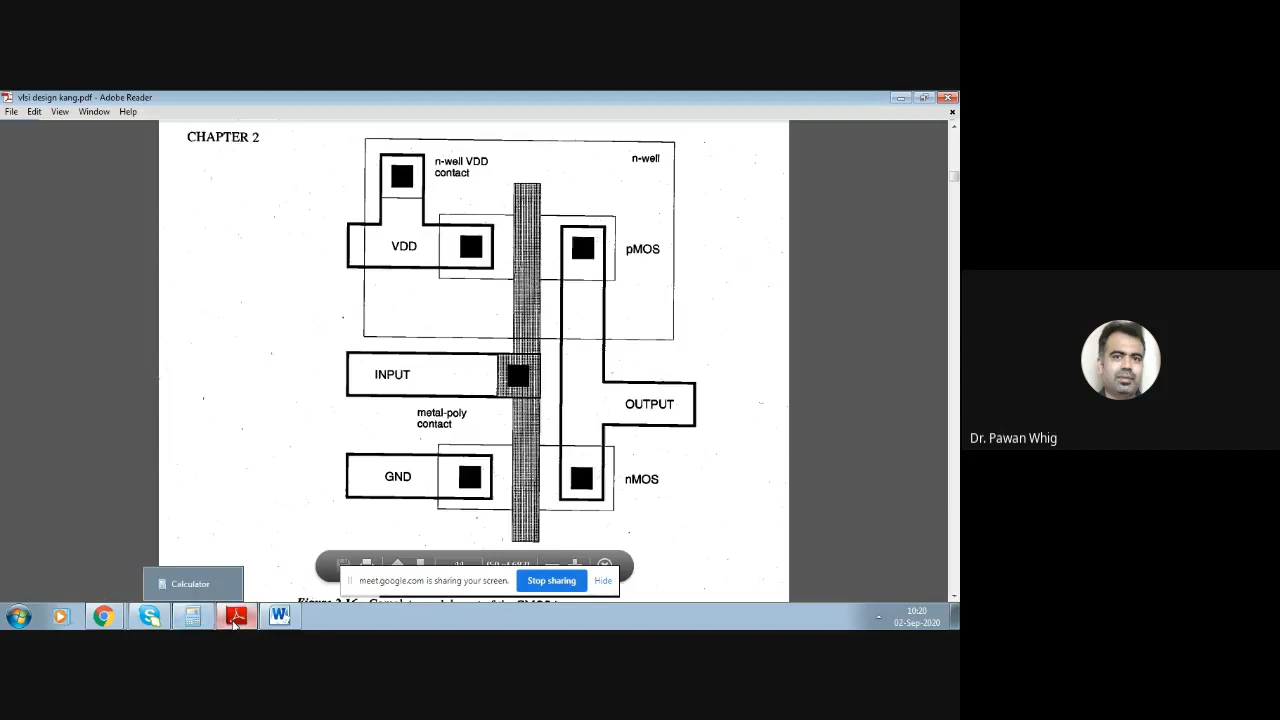 vlsi design kang.pdf - Adobe Reader
File Edit View Window Help
CHAPTER 2
n-well VDD
contact
n-well
VDD
pMOS
INPUT
metal-poly
contact
OUTPUT
GND
nMOS
meet.google.com is sharing your screen.
Stop sharing
Hide
Calculator
10:20
02-Sep-2020
Dr. Pawan Whig